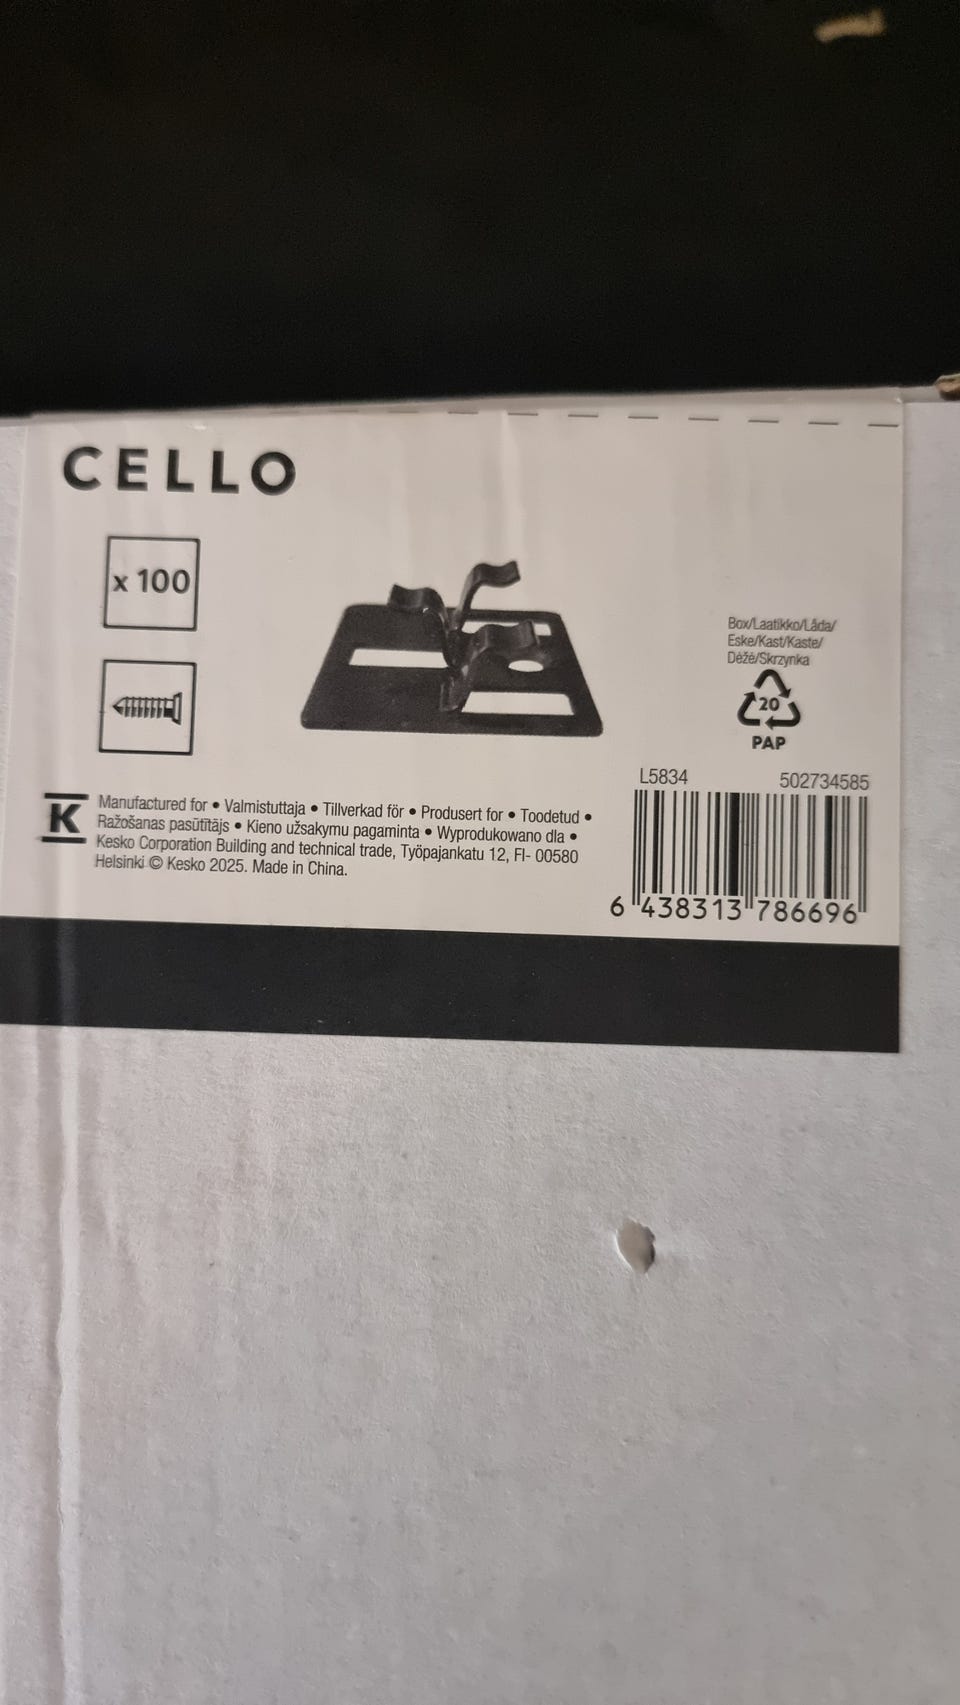 CELLO
x 100
Box/Laatikko/Låda/
Eske/Kast/Kaste/
Dėžė/Skrzynka
20
PAP
L5834 502734585
K
Manufactured for • Valmistuttaja • Tillverkad för • Produsert for • Toodetud •
Ražošanas pasūtītājs • Kieno užsakymu pagaminta • Wyprodukowano dla •
Kesko Corporation Building and technical trade, Työpajankatu 12, FI- 00580
Helsinki © Kesko 2025. Made in China.
6 438313 786696